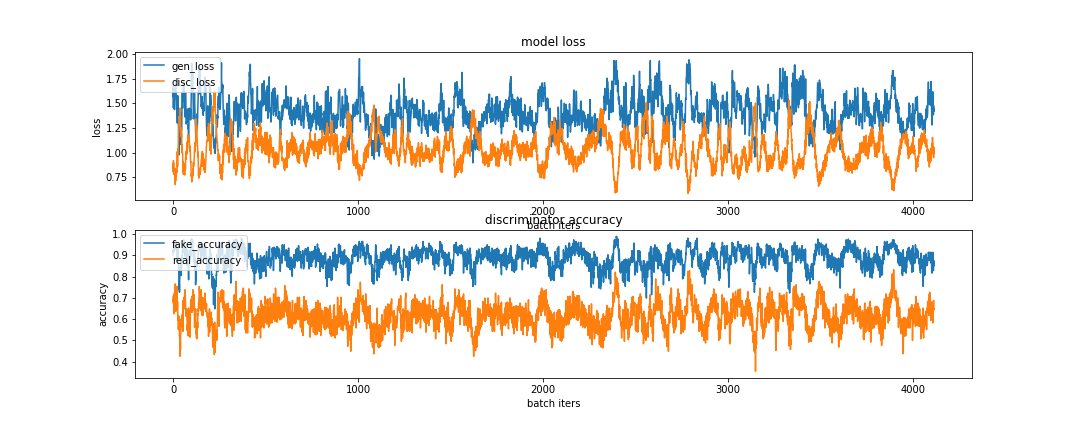 model loss
2.00
1.75
1.50
1.25
1.00
0.75
loss
gen_loss
disc_loss
0
1000
2000
3000
4000
batch iters
discriminator accuracy
1.0
0.9
0.8
0.7
0.6
0.5
0.4
accuracy
fake_accuracy
real_accuracy
0
1000
2000
3000
4000
batch iters